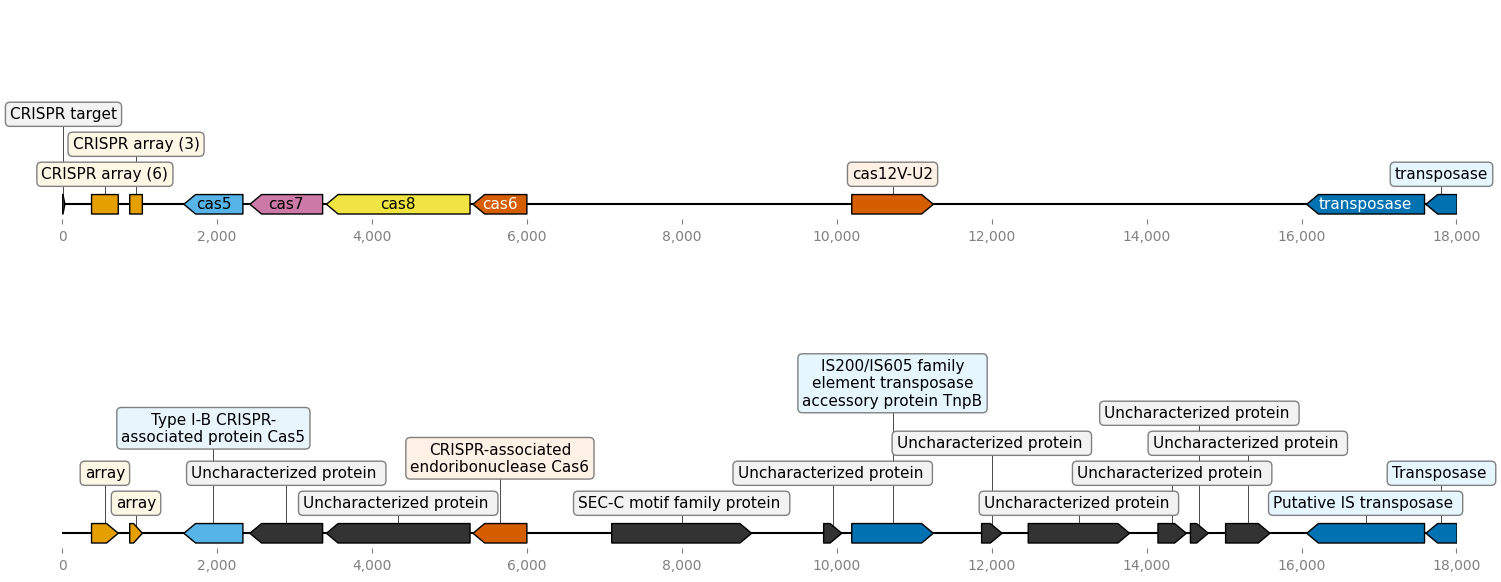 CRISPR target
CRISPR array (3)
CRISPR array (6)
cas12V-U2
transposase
cas5
cas7
cas8
cas6
transposase
0
2,000
4,000
6,000
8,000
10,000
12,000
14,000
16,000
18,000
IS200/IS605 family
element transposase
accessory protein TnpB
Type I-B CRISPR-
associated protein Cas5
Uncharacterized protein
CRISPR-associated
endoribonuclease Cas6
Uncharacterized protein
Uncharacterized protein
array
Uncharacterized protein
Uncharacterized protein
Uncharacterized protein
Transposase
array
Uncharacterized protein
SEC-C motif family protein
Uncharacterized protein
Putative IS transposase
0
2,000
4,000
6,000
8,000
10,000
12,000
14,000
16,000
18,000